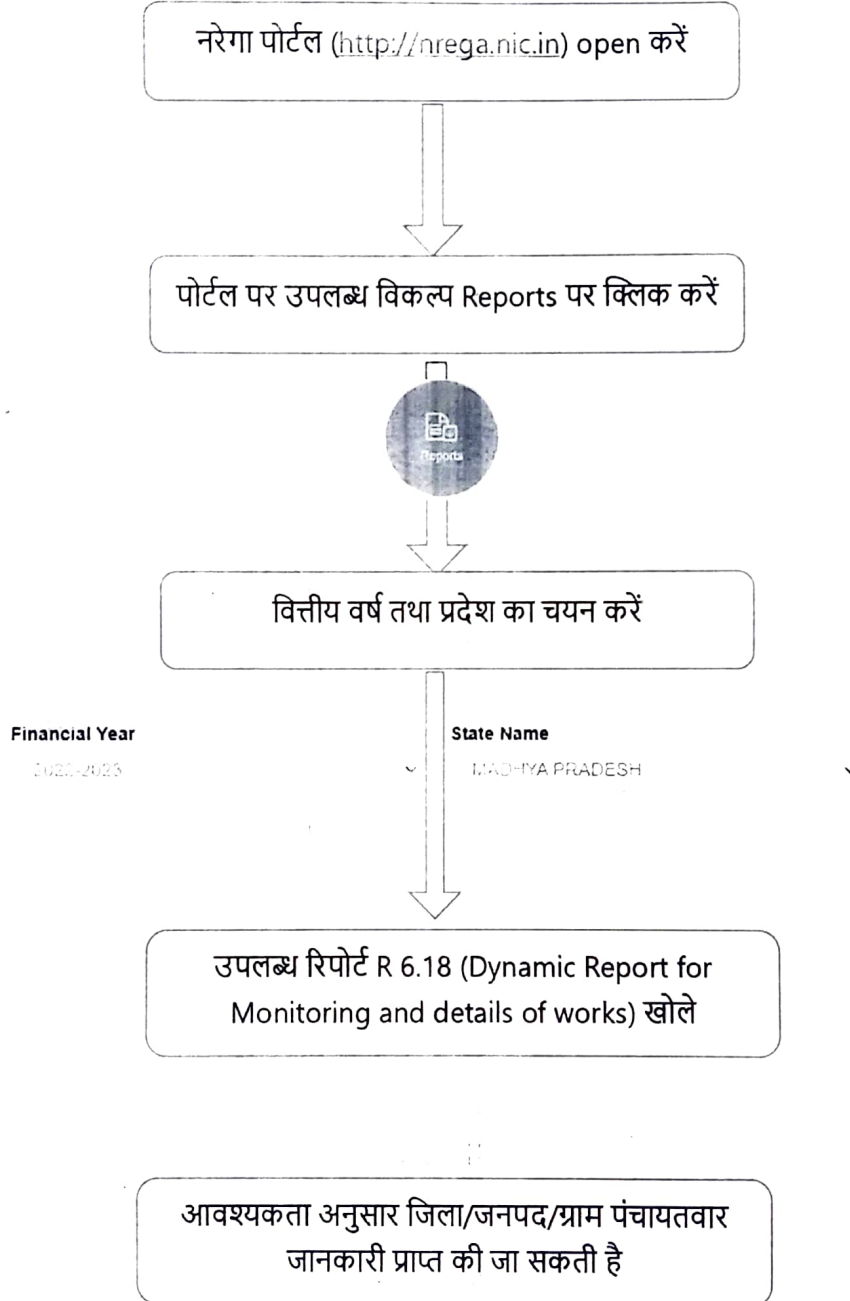 नरेगा पोर्टल (http://nrega.nic.in) open करें
पोर्टल पर उपलब्ध विकल्प Reports पर क्लिक करें
Reports
वित्तीय वर्ष तथा प्रदेश का चयन करें
Financial Year
State Name
2022-2023
MADHYA PRADESH
उपलब्ध रिपोर्ट R 6.18 (Dynamic Report for
Monitoring and details of works) खोले
आवश्यकता अनुसार जिला/जनपद/ग्राम पंचायतवार
जानकारी प्राप्त की जा सकती है